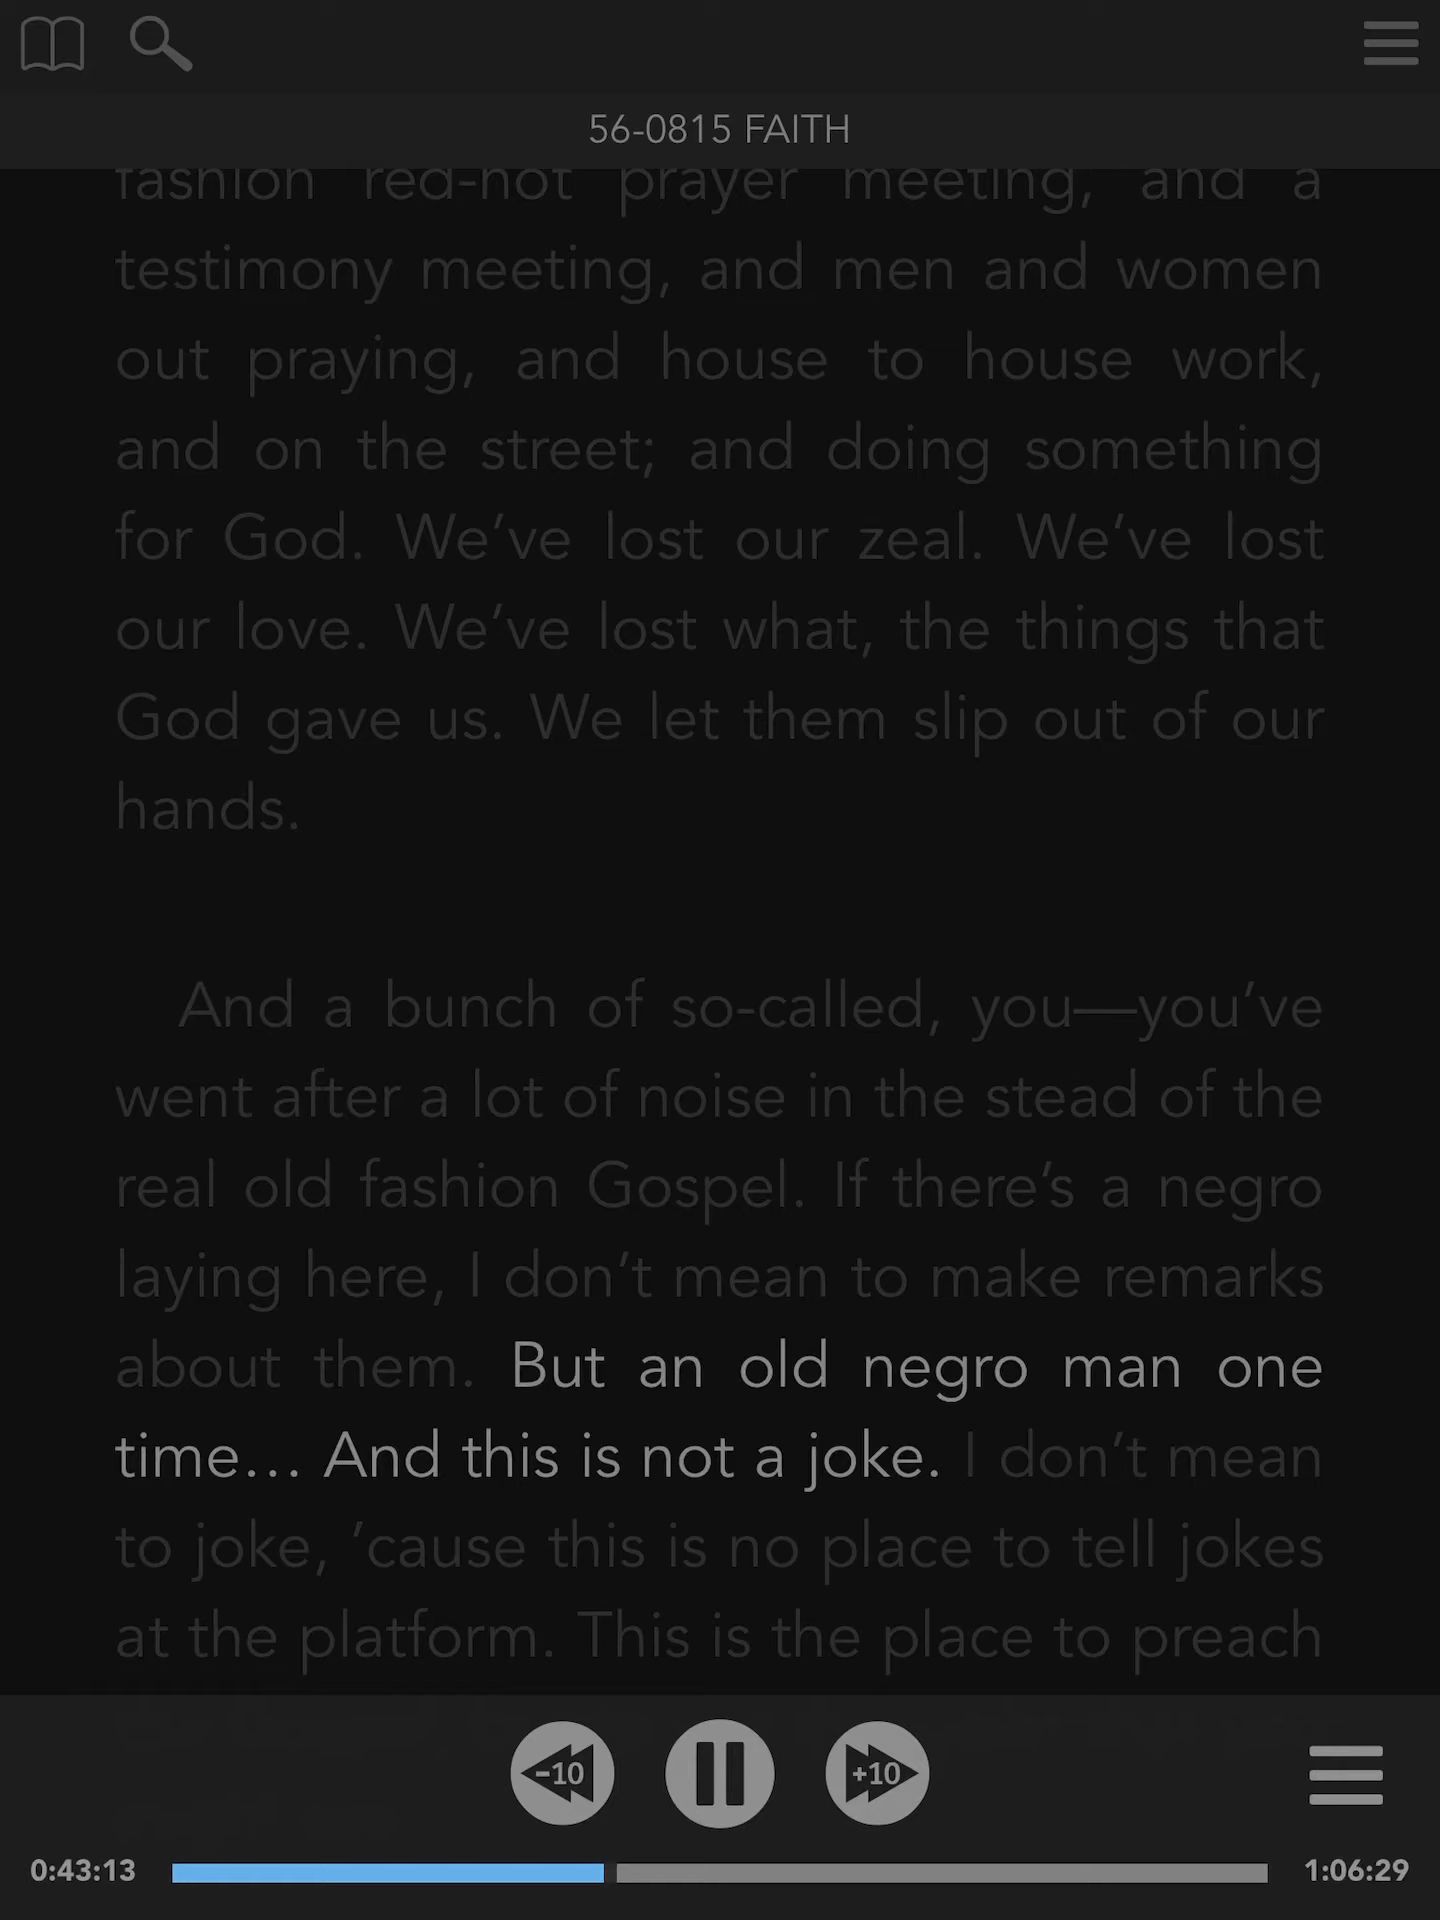 56-0815 FAITH
fashion red-hot prayer meeting, and a
testimony meeting, and men and women
out praying, and house to house work,
and on the street; and doing something
for God. We’ve lost our zeal. We’ve lost
our love. We’ve lost what, the things that
God gave us. We let them slip out of our
hands.
And a bunch of so-called, you—you’ve
went after a lot of noise in the stead of the
real old fashion Gospel. If there’s a negro
laying here, I don’t mean to make remarks
about them. But an old negro man one
time… And this is not a joke. I don’t mean
to joke, ’cause this is no place to tell jokes
at the platform. This is the place to preach
-10 +10
0:43:13 1:06:29